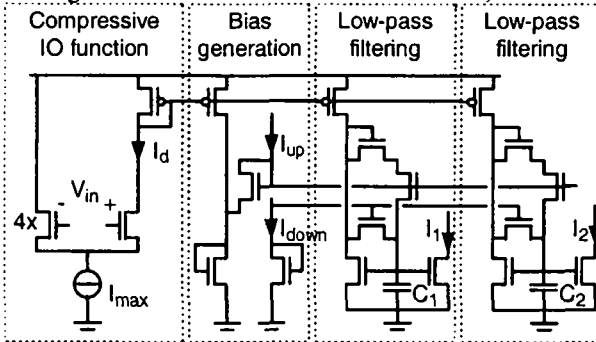 Compressive
IO function
Bias
generation
Low-pass
filtering
Low-pass
filtering
I_d
I_up
4x
V_in
-
+
I_down
I_1
I_2
I_max
C_1
C_2